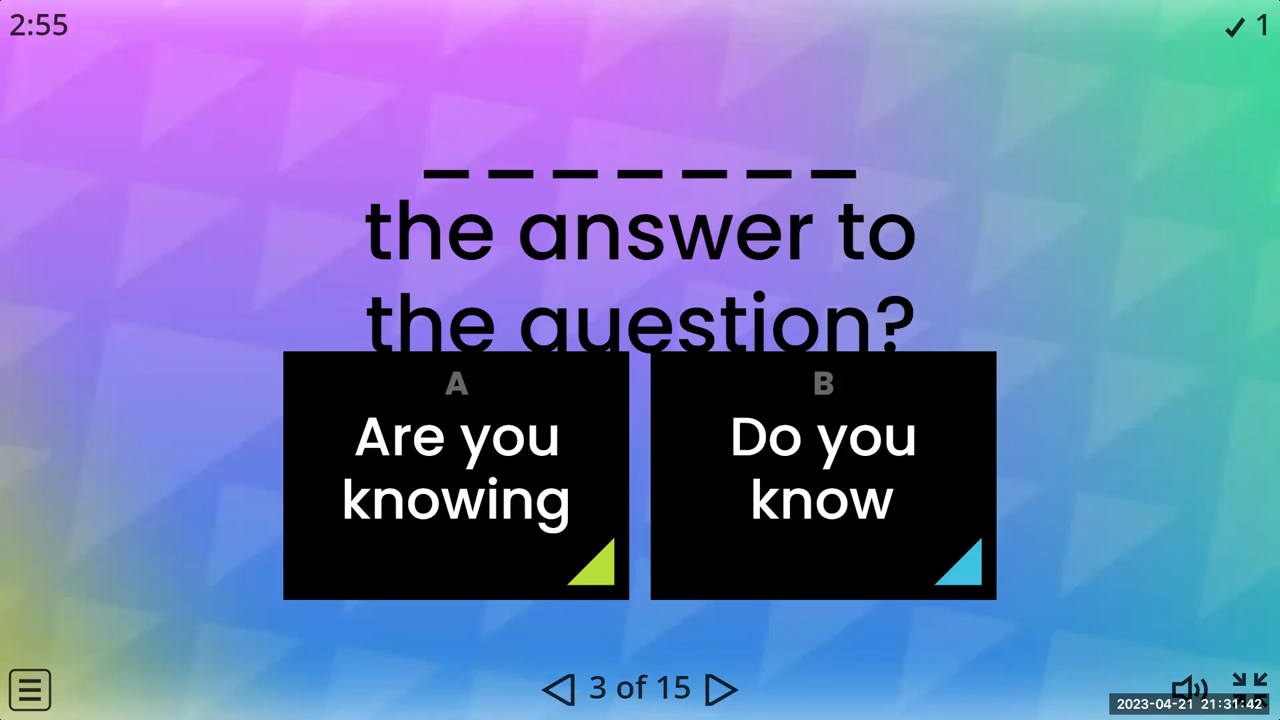 2:55
✓ 1
_ _ _ _ _ _ _
the answer to
the question?
A
Are you
knowing
B
Do you
know
3 of 15
2023-04-21 21:31:42